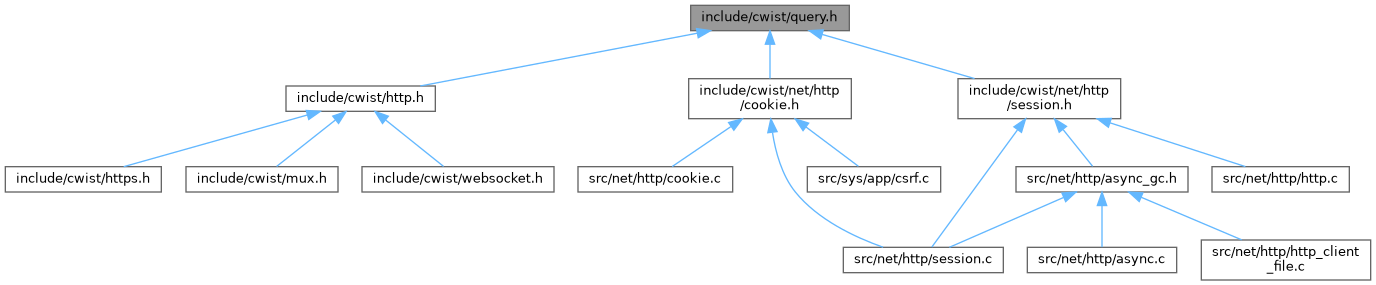 include/cwist/query.h
include/cwist/http.h
include/cwist/net/http
/cookie.h
include/cwist/net/http
/session.h
include/cwist/https.h
include/cwist/mux.h
include/cwist/websocket.h
src/net/http/cookie.c
src/sys/app/csrf.c
src/net/http/async_gc.h
src/net/http/http.c
src/net/http/session.c
src/net/http/async.c
src/net/http/http_client
_file.c